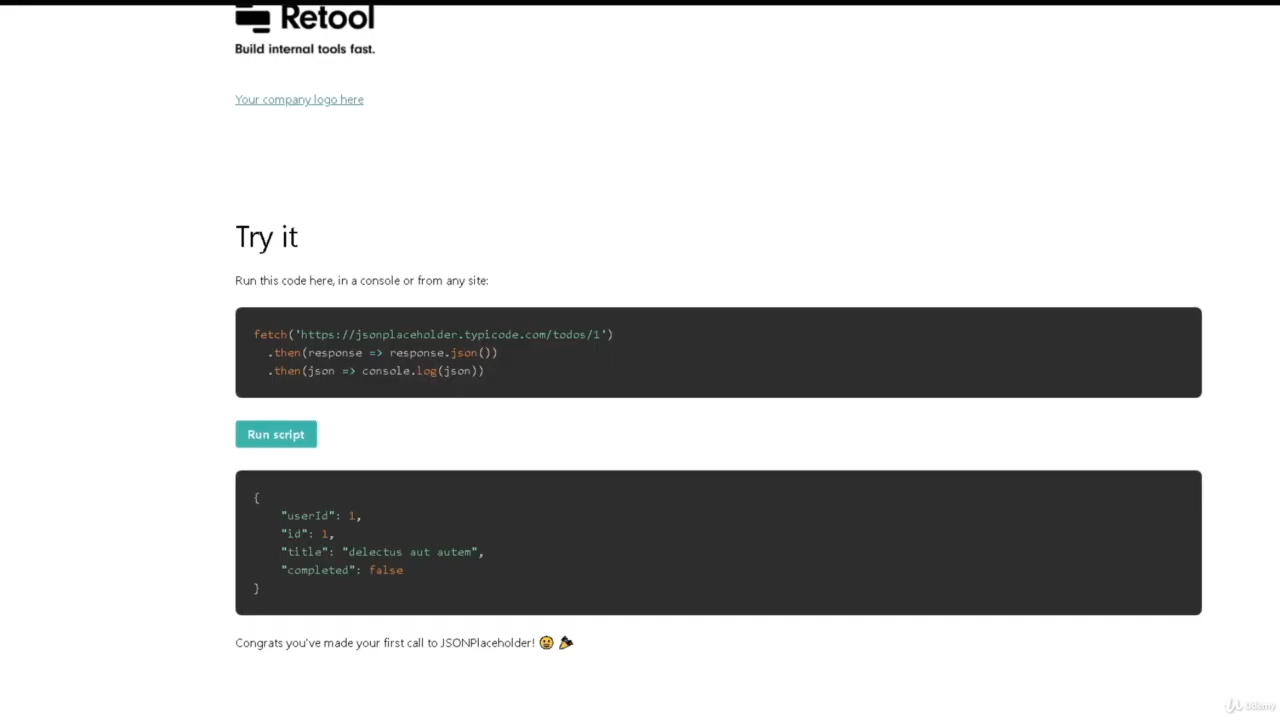 Retool
Build internal tools fast.
Your company logo here
Try it
Run this code here, in a console or from any site:
fetch('https://jsonplaceholder.typicode.com/todos/1')
  .then(response => response.json())
  .then(json => console.log(json))
Run script
{
    "userId": 1,
    "id": 1,
    "title": "delectus aut autem",
    "completed": false
}
Congrats you've made your first call to JSONPlaceholder! 😃 🎉
Udemy